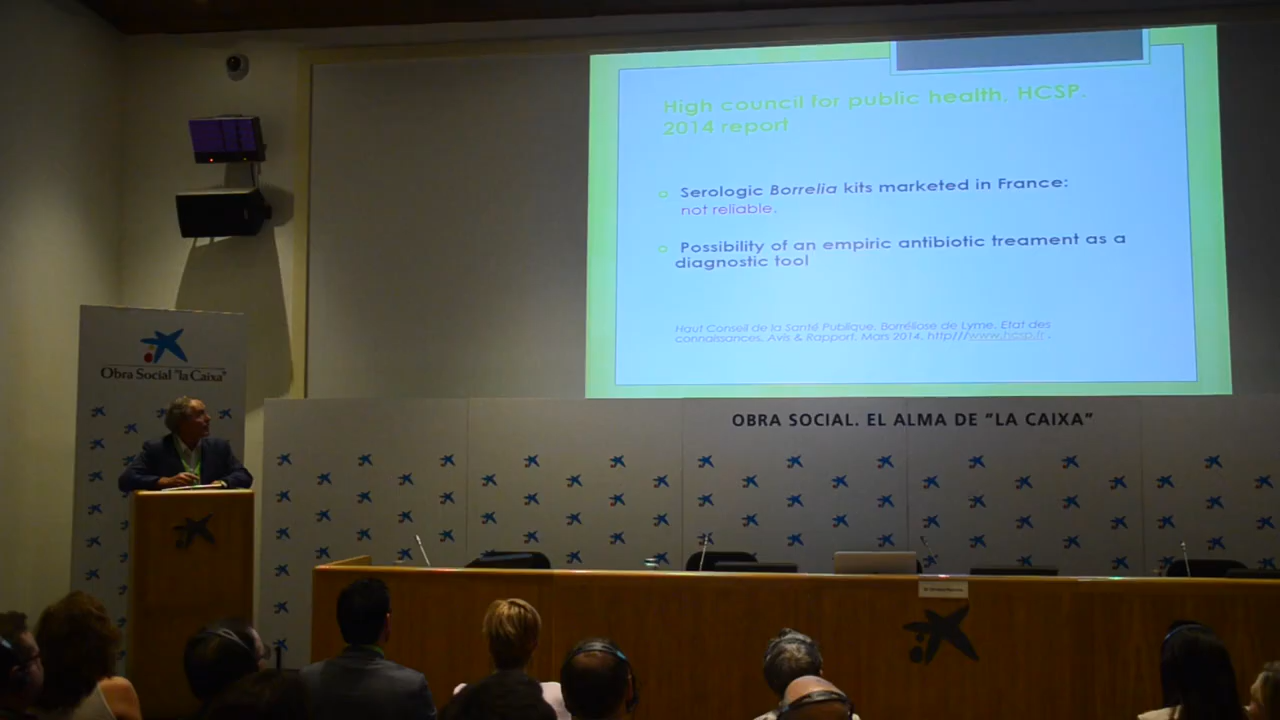 High council for public health, HCSP.
2014 report
Serologic Borrelia kits marketed in France:
not reliable.
Possibility of an empiric antibiotic treament as a
diagnostic tool
Haut Conseil de la Santé Publique. Borréliose de Lyme. Etat des
connaissances. Avis & Rapport. Mars 2014. http///www.hcsp.fr .
Obra Social "la Caixa"
OBRA SOCIAL. EL ALMA DE "LA CAIXA"